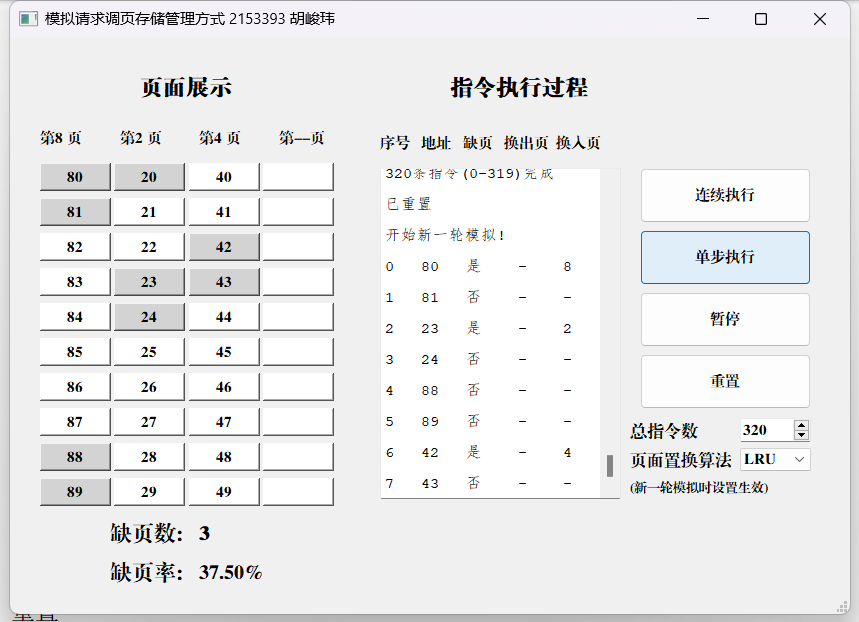 模拟请求调页存储管理方式 2153393 胡峻玮
页面展示
指令执行过程
第8 页 第2 页 第4 页 第––页
序号 地址 缺页 换出页 换入页
80 20 40
81 21 41
82 22 42
83 23 43
84 24 44
85 25 45
86 26 46
87 27 47
88 28 48
89 29 49
320条指令(0-319)完成
已重置
开始新一轮模拟!
0 80 是 - 8
1 81 否 - -
2 23 是 - 2
3 24 否 - -
4 88 否 - -
5 89 否 - -
6 42 是 - 4
7 43 否 - -
连续执行
单步执行
暂停
重置
总指令数 320
页面置换算法 LRU
(新一轮模拟时设置生效)
缺页数: 3
缺页率: 37.50%